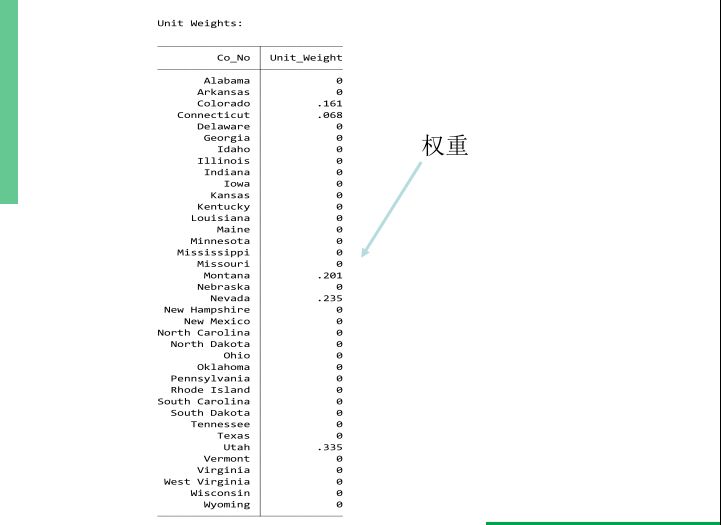 Unit Weights:
Co_No Unit_Weight
Alabama 0
Arkansas 0
Colorado .161
Connecticut .068
Delaware 0
Georgia 0
Idaho 0
Illinois 0
Indiana 0
Iowa 0
Kansas 0
Kentucky 0
Louisiana 0
Maine 0
Minnesota 0
Mississippi 0
Missouri 0
Montana .201
Nebraska 0
Nevada .235
New Hampshire 0
New Mexico 0
North Carolina 0
North Dakota 0
Ohio 0
Oklahoma 0
Pennsylvania 0
Rhode Island 0
South Carolina 0
South Dakota 0
Tennessee 0
Texas 0
Utah .335
Vermont 0
Virginia 0
West Virginia 0
Wisconsin 0
Wyoming 0
权重